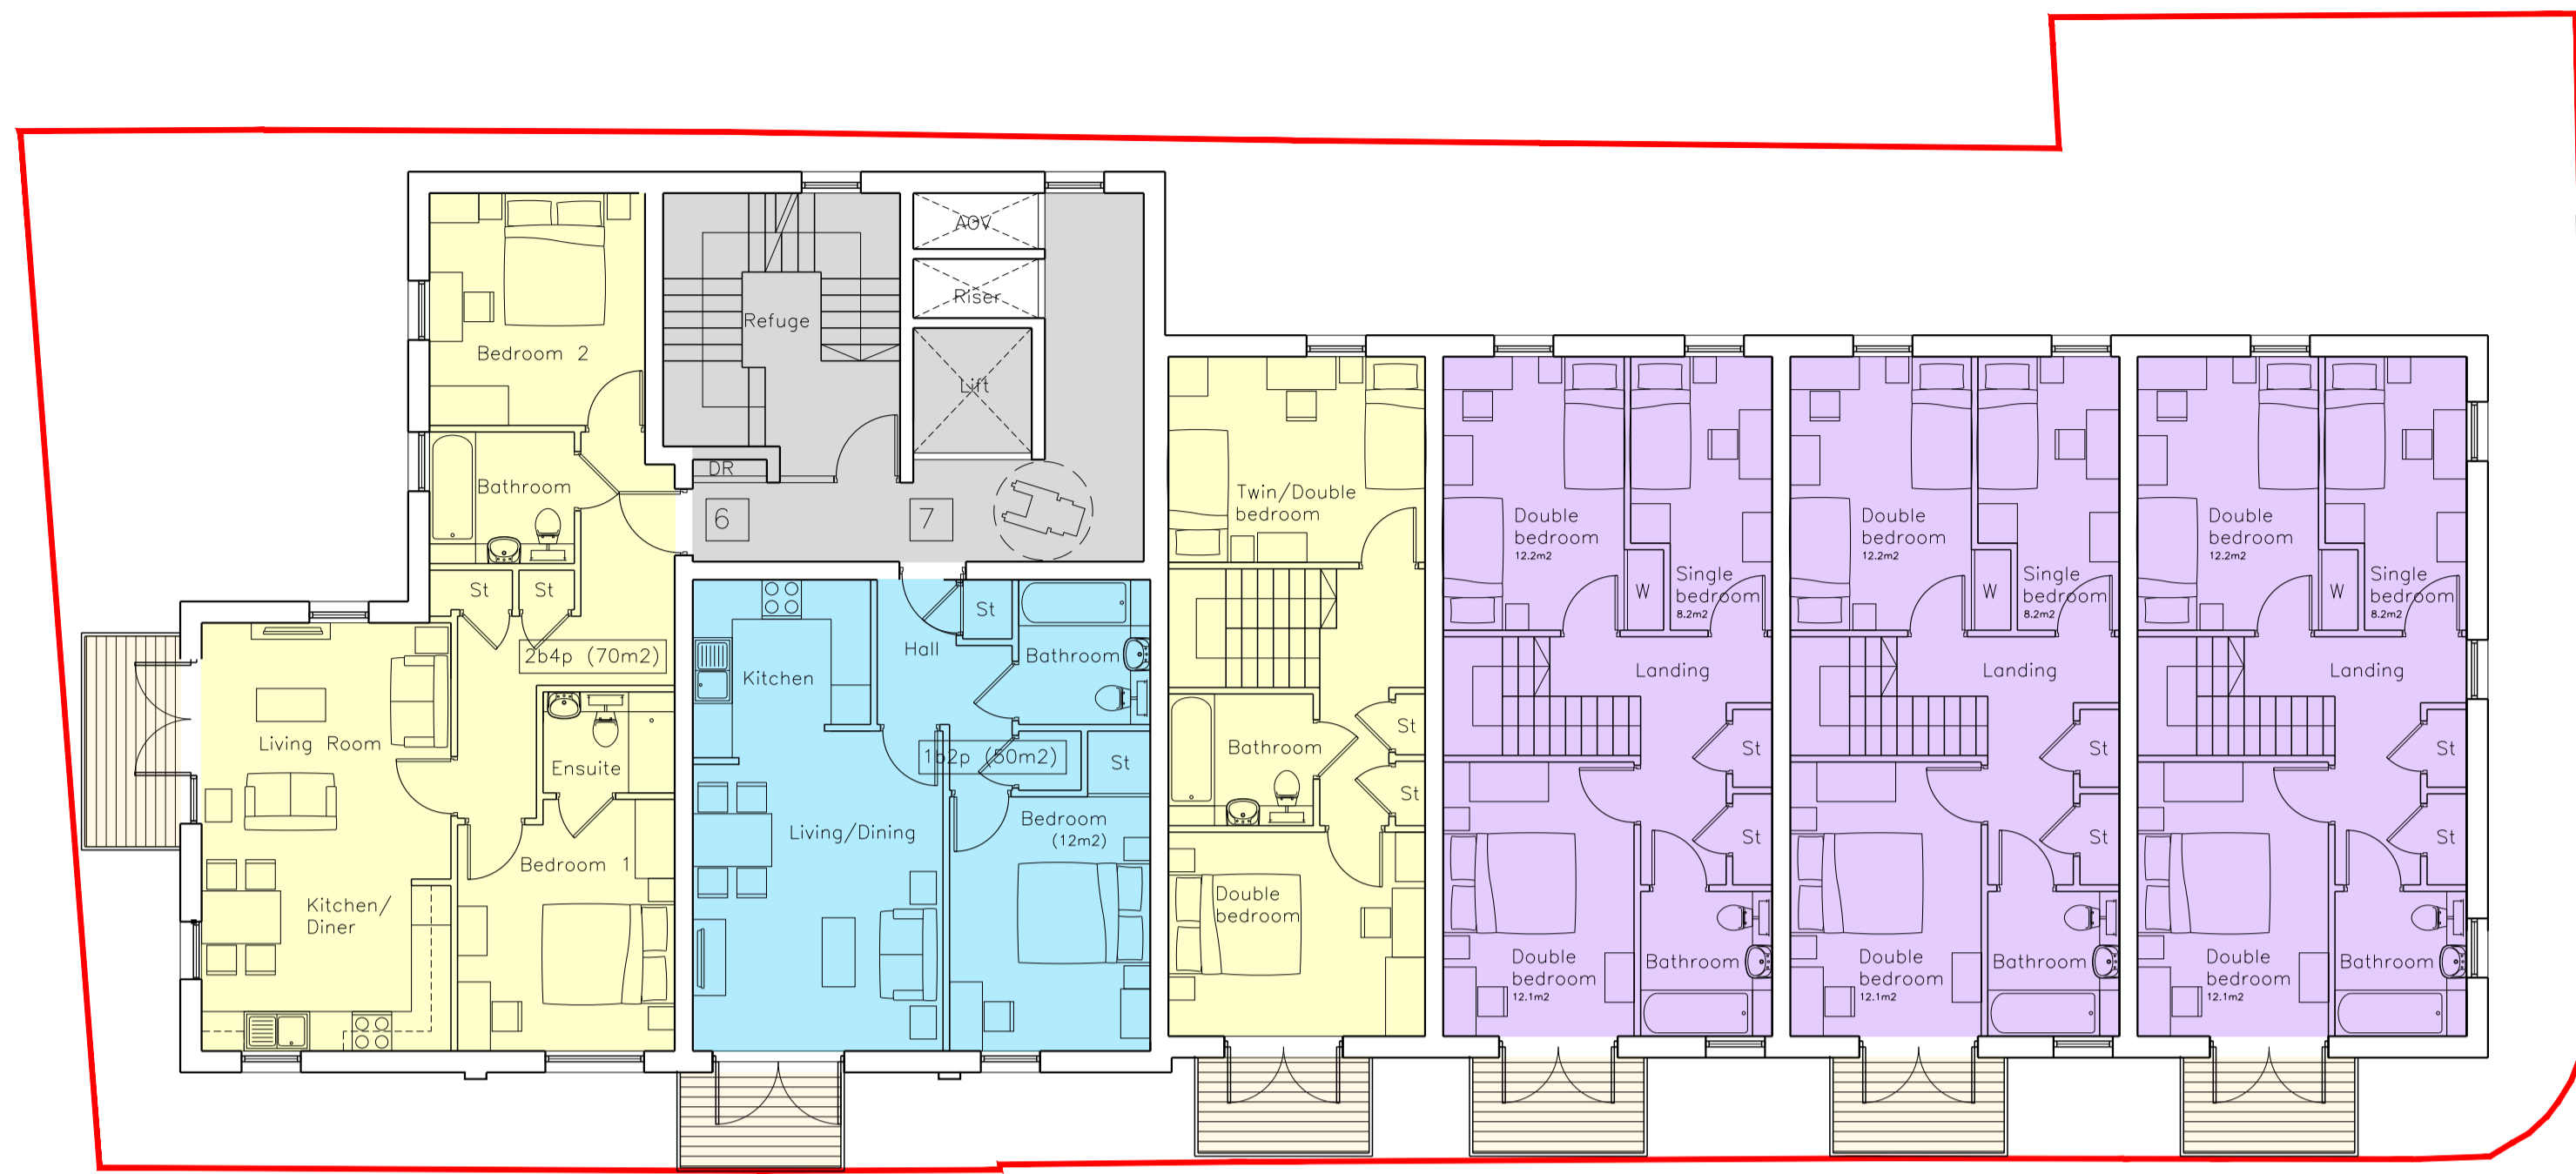 Bedroom 2
Bathroom
St
St
2b4p (70m2)
Living Room
Ensuite
Bedroom 1
Kitchen/
Diner
Refuge
AOV
Riser
Lift
DR
6
7
Kitchen
Hall
St
Bathroom
1b2p (50m2)
St
Living/Dining
Bedroom
(12m2)
Twin/Double
bedroom
Bathroom
St
St
Double
bedroom
Double
bedroom
12.2m2
W
Single
bedroom
8.2m2
Landing
St
St
Double
bedroom
12.1m2
Bathroom
Double
bedroom
12.2m2
W
Single
bedroom
8.2m2
Landing
St
St
Double
bedroom
12.1m2
Bathroom
Double
bedroom
12.2m2
W
Single
bedroom
8.2m2
Landing
St
St
Double
bedroom
12.1m2
Bathroom